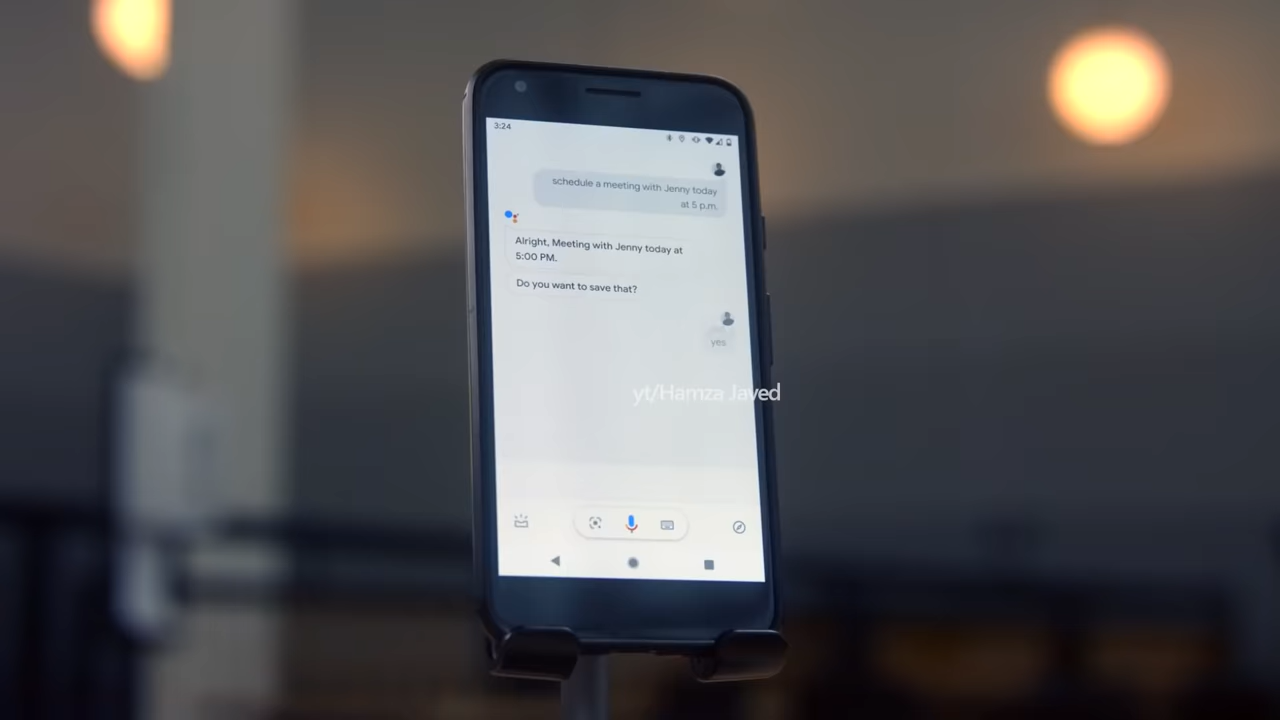 3:24
schedule a meeting with Jenny today
at 5 p.m.
Alright, Meeting with Jenny today at
5:00 PM.
Do you want to save that?
yes
yt/Hamza Javed